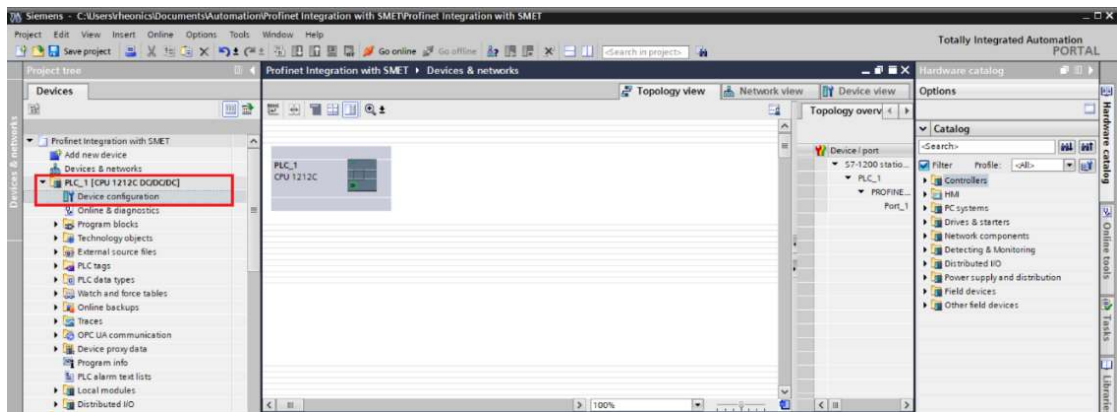 Siemens - C:\Users\rheonics\Documents\Automation\Profinet Integration with SMET\Profinet Integration with SMET
Project Edit View Insert Online Options Tools Window Help
Totally Integrated Automation
PORTAL
Save project Go online Go offline <Search in project>
Project tree
Profinet Integration with SMET ▸ Devices & networks
Hardware catalog
Devices
Topology view Network view Device view
Options
Topology overv
Devices & networks
Profinet Integration with SMET
Add new device
Devices & networks
PLC_1 [CPU 1212C DC/DC/DC]
Device configuration
Online & diagnostics
Program blocks
Technology objects
External source files
PLC tags
PLC data types
Watch and force tables
Online backups
Traces
OPC UA communication
Device proxy data
Program info
PLC alarm text lists
Local modules
Distributed I/O
PLC_1
CPU 1212C
100%
Device / port
S7-1200 statio...
PLC_1
PROFINE...
Port_1
Catalog
<Search>
Filter Profile: <All>
Controllers
HMI
PC systems
Drives & starters
Network components
Detecting & Monitoring
Distributed I/O
Power supply and distribution
Field devices
Other field devices
Hardware catalog
Online tools
Tasks
Librarie